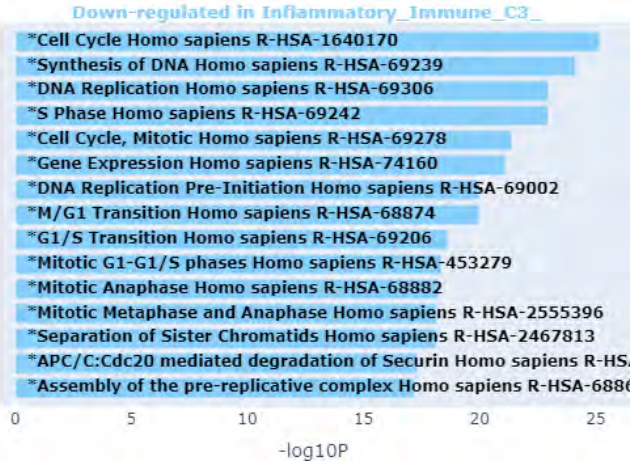 Down-regulated in Inflammatory_Immune_C3_
*Cell Cycle Homo sapiens R-HSA-1640170
*Synthesis of DNA Homo sapiens R-HSA-69239
*DNA Replication Homo sapiens R-HSA-69306
*S Phase Homo sapiens R-HSA-69242
*Cell Cycle, Mitotic Homo sapiens R-HSA-69278
*Gene Expression Homo sapiens R-HSA-74160
*DNA Replication Pre-Initiation Homo sapiens R-HSA-69002
*M/G1 Transition Homo sapiens R-HSA-68874
*G1/S Transition Homo sapiens R-HSA-69206
*Mitotic G1-G1/S phases Homo sapiens R-HSA-453279
*Mitotic Anaphase Homo sapiens R-HSA-68882
*Mitotic Metaphase and Anaphase Homo sapiens R-HSA-2555396
*Separation of Sister Chromatids Homo sapiens R-HSA-2467813
*APC/C:Cdc20 mediated degradation of Securin Homo sapiens R-HSA
*Assembly of the pre-replicative complex Homo sapiens R-HSA-6886
0 5 10 15 20 25
-log10P